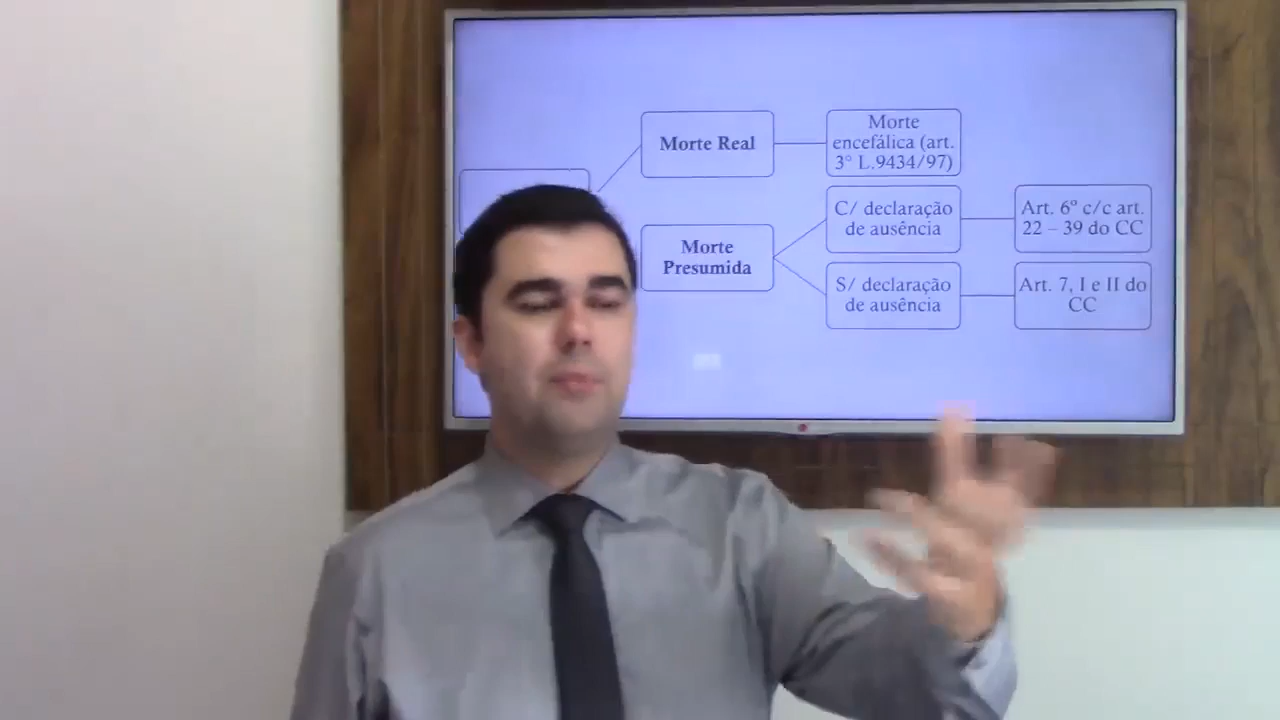 Morte Real
Morte
encefálica (art.
3° L.9434/97)
Morte
Presumida
C/ declaração
de ausência
Art. 6º c/c art.
22 – 39 do CC
S/ declaração
de ausência
Art. 7, I e II do
CC